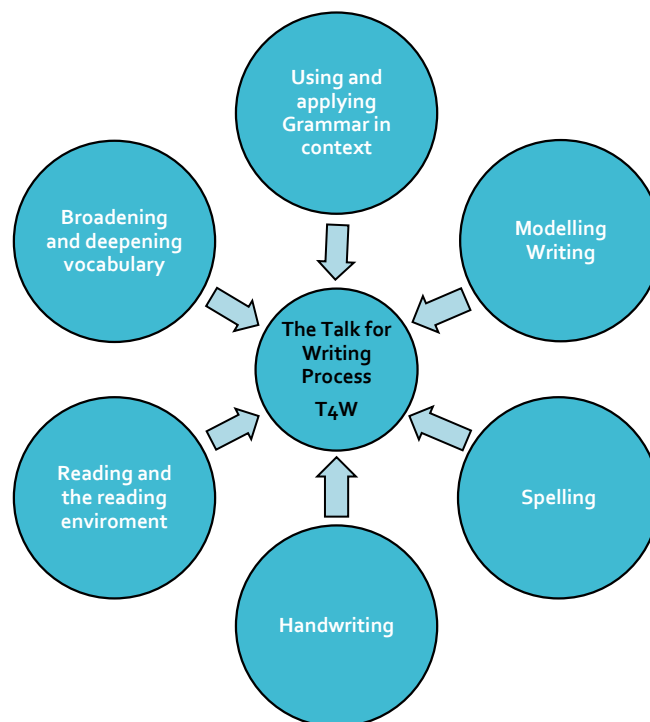 Using and
applying
Grammar in
context
Broadening
and deepening
vocabulary
Modelling
Writing
The Talk for
Writing
Process
T4W
Reading and
the reading
enviroment
Spelling
Handwriting